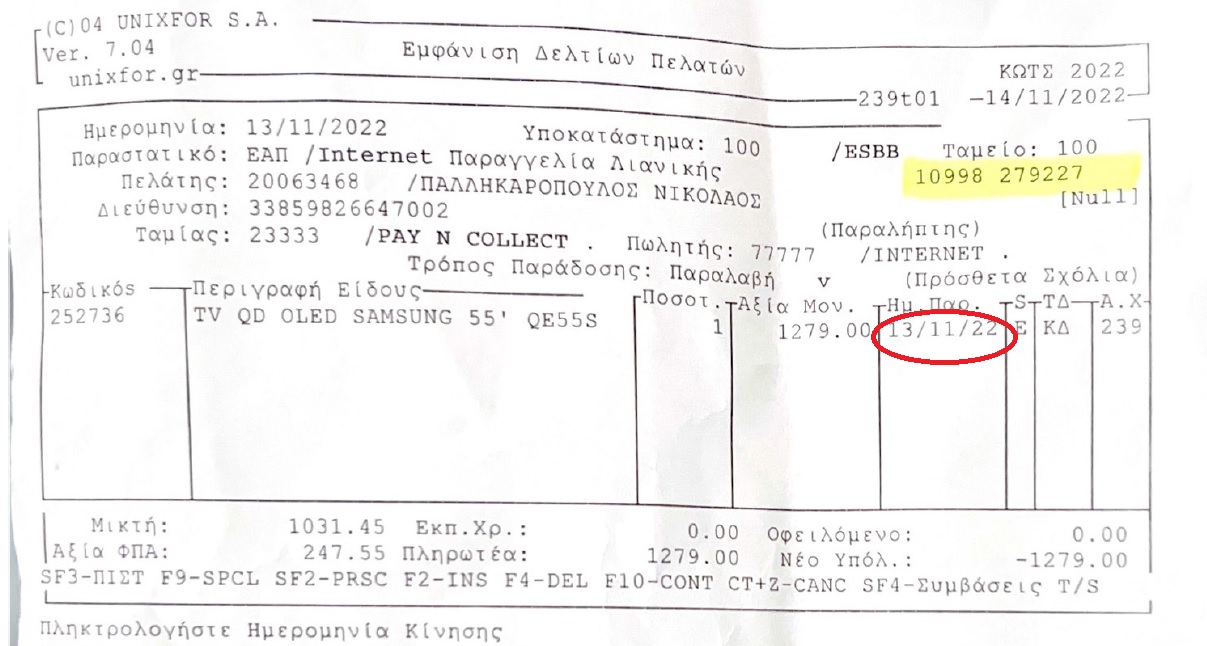 (C)04 UNIXFOR S.A.
Ver. 7.04 Εμφάνιση Δελτίων Πελατών ΚΩΤΣ 2022
unixfor.gr 239t01 -14/11/2022
Ημερομηνία: 13/11/2022 Υποκατάστημα: 100 /ESBB Ταμείο: 100
Παραστατικό: ΕΑΠ /Internet Παραγγελία Λιανικής 10998 279227
Πελάτης: 20063468 /ΠΑΛΛΗΚΑΡΟΠΟΥΛΟΣ ΝΙΚΟΛΑΟΣ [Null]
Διεύθυνση: 33859826647002 (Παραλήπτης)
Ταμίας: 23333 /PAY N COLLECT . Πωλητής: 77777 /INTERNET .
Τρόπος Παράδοσης: Παραλαβή v (Πρόσθετα Σχόλια)
Κωδικόs Περιγραφή Είδους Ποσοτ. Αξία Μον. Ημ.Παρ. S ΤΔ Α.Χ
252736 TV QD OLED SAMSUNG 55' QE55S 1 1279.00 13/11/22 E ΚΔ 239
Μικτή: 1031.45 Εκπ.Χρ.: 0.00 Οφειλόμενο: 0.00
Αξία ΦΠΑ: 247.55 Πληρωτέα: 1279.00 Νέο Υπόλ.: -1279.00
SF3-ΠΙΣΤ F9-SPCL SF2-PRSC F2-INS F4-DEL F10-CONT CT+Z-CANC SF4-Συμβάσεις T/S
Πληκτρολογήστε Ημερομηνία Κίνησης